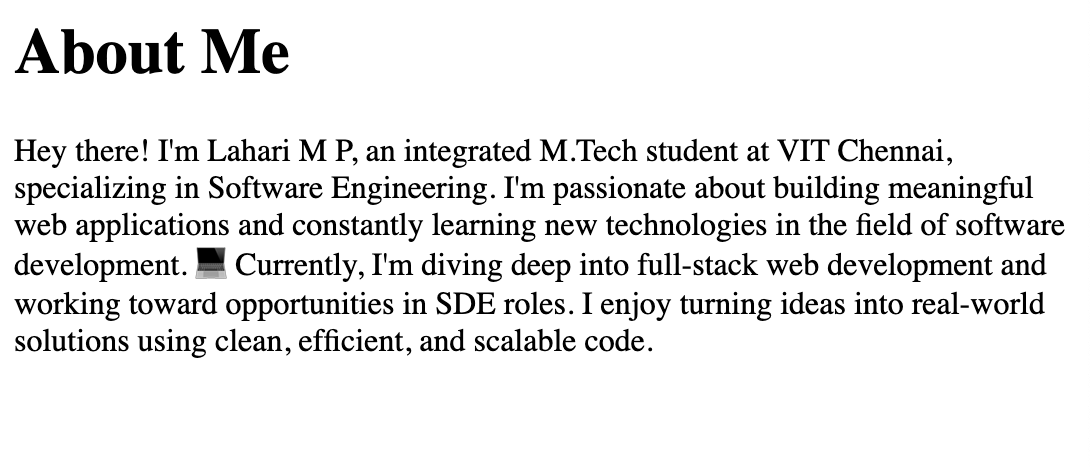 About Me
Hey there! I'm Lahari M P, an integrated M.Tech student at VIT Chennai,
specializing in Software Engineering. I'm passionate about building meaningful
web applications and constantly learning new technologies in the field of software
development. 💻 Currently, I'm diving deep into full-stack web development and
working toward opportunities in SDE roles. I enjoy turning ideas into real-world
solutions using clean, efficient, and scalable code.